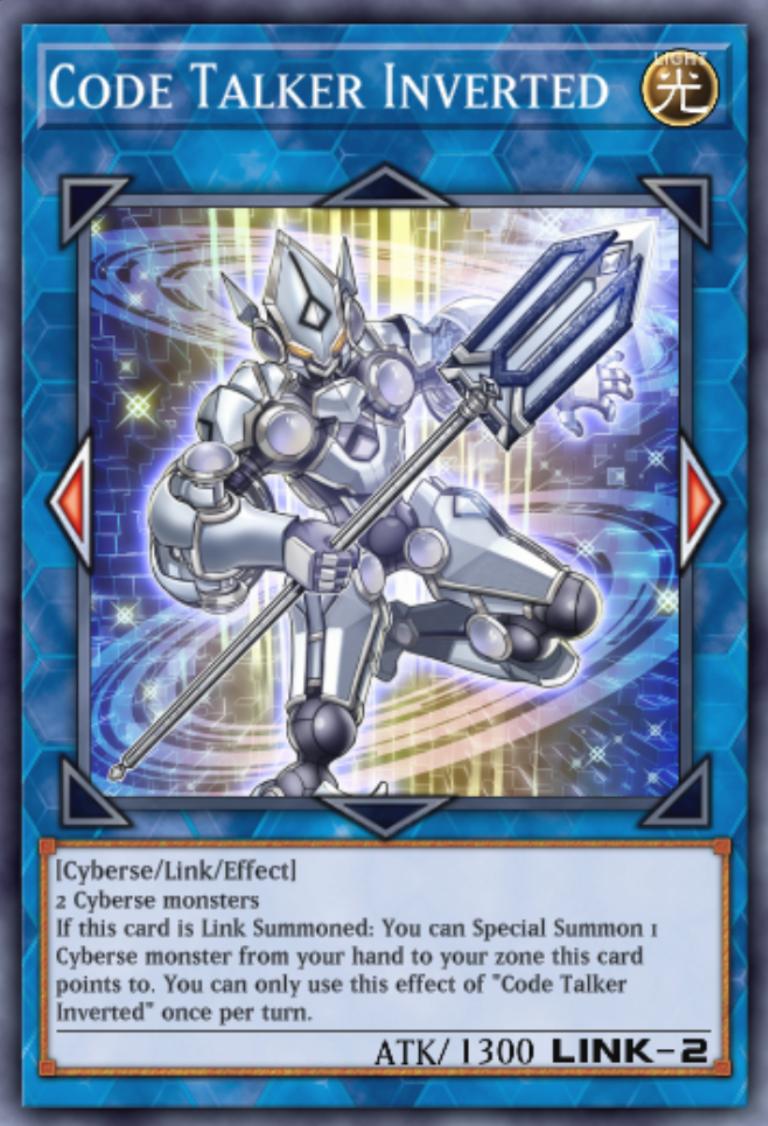 Code Talker Inverted
LIGHT
光
[Cyberse/Link/Effect]
2 Cyberse monsters
If this card is Link Summoned: You can Special Summon 1
Cyberse monster from your hand to your zone this card
points to. You can only use this effect of "Code Talker
Inverted" once per turn.
ATK/ 1300 LINK-2